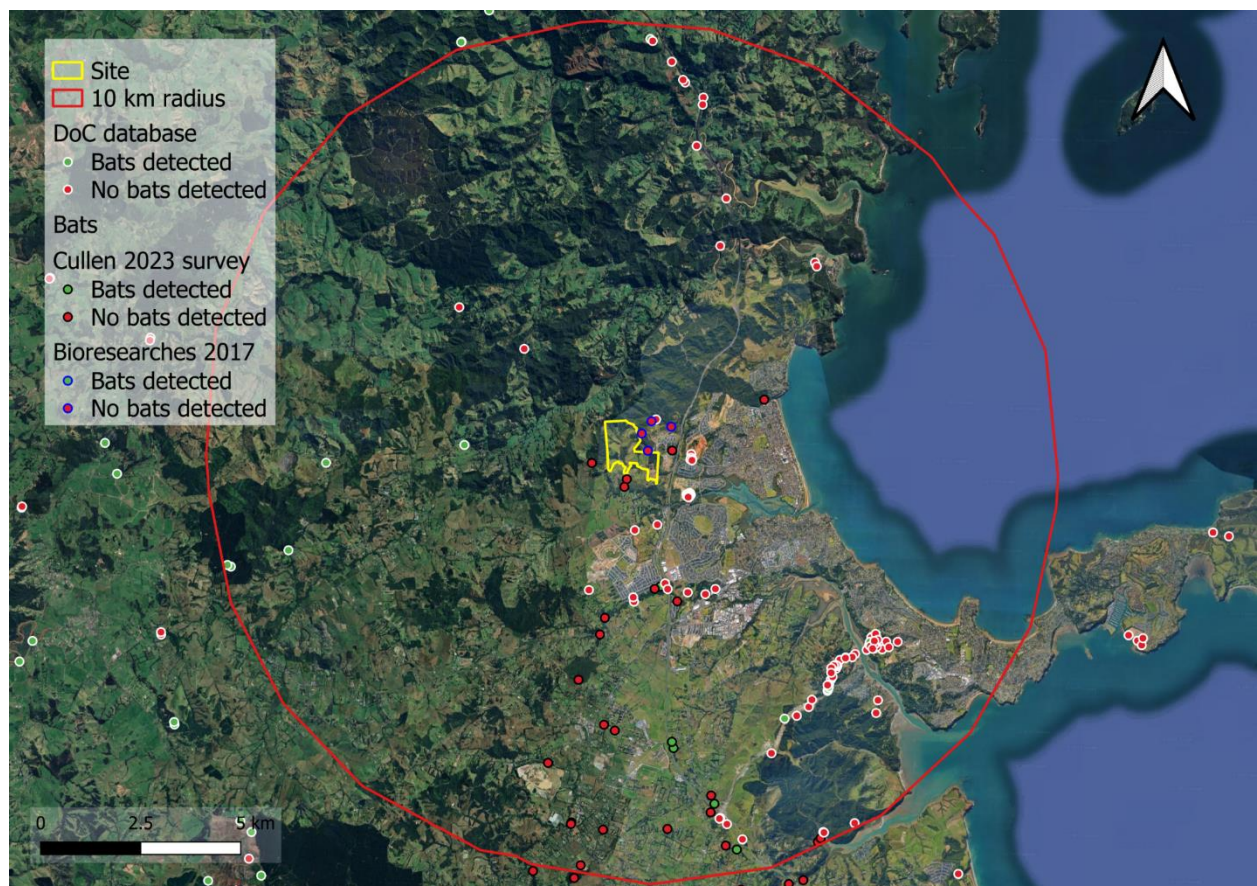 Site
10 km radius
DoC database
Bats detected
No bats detected
Bats
Cullen 2023 survey
Bats detected
No bats detected
Bioresearches 2017
Bats detected
No bats detected
0 2.5 5 km